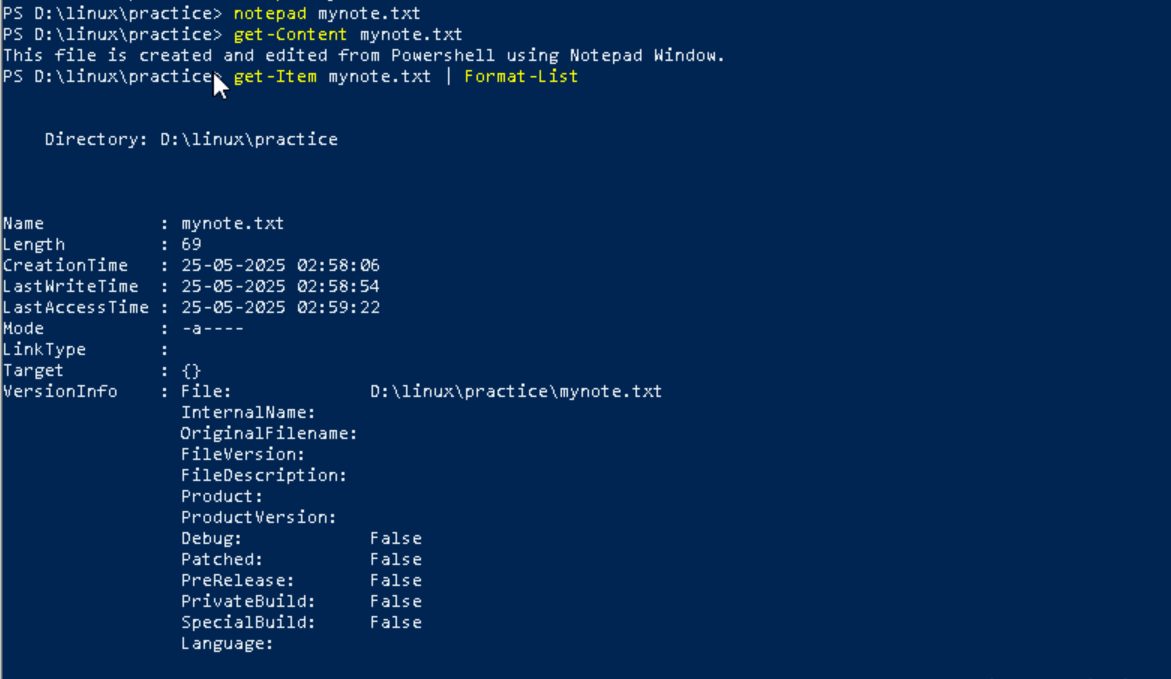 PS D:\linux\practice> notepad mynote.txt
PS D:\linux\practice> get-Content mynote.txt
This file is created and edited from Powershell using Notepad Window.
PS D:\linux\practice> get-Item mynote.txt | Format-List
Directory: D:\linux\practice
Name : mynote.txt
Length : 69
CreationTime : 25-05-2025 02:58:06
LastWriteTime : 25-05-2025 02:58:54
LastAccessTime : 25-05-2025 02:59:22
Mode : -a----
LinkType :
Target : {}
VersionInfo : File: D:\linux\practice\mynote.txt
InternalName:
OriginalFilename:
FileVersion:
FileDescription:
Product:
ProductVersion:
Debug: False
Patched: False
PreRelease: False
PrivateBuild: False
SpecialBuild: False
Language: